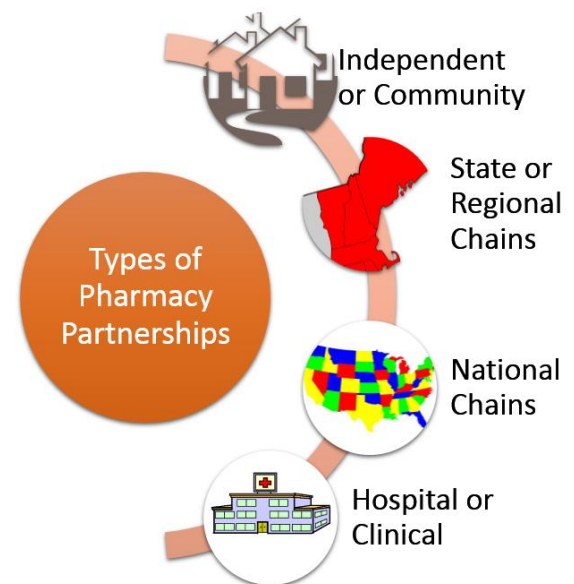 Types of
Pharmacy
Partnerships
Independent
or Community
State or
Regional
Chains
National
Chains
Hospital or
Clinical